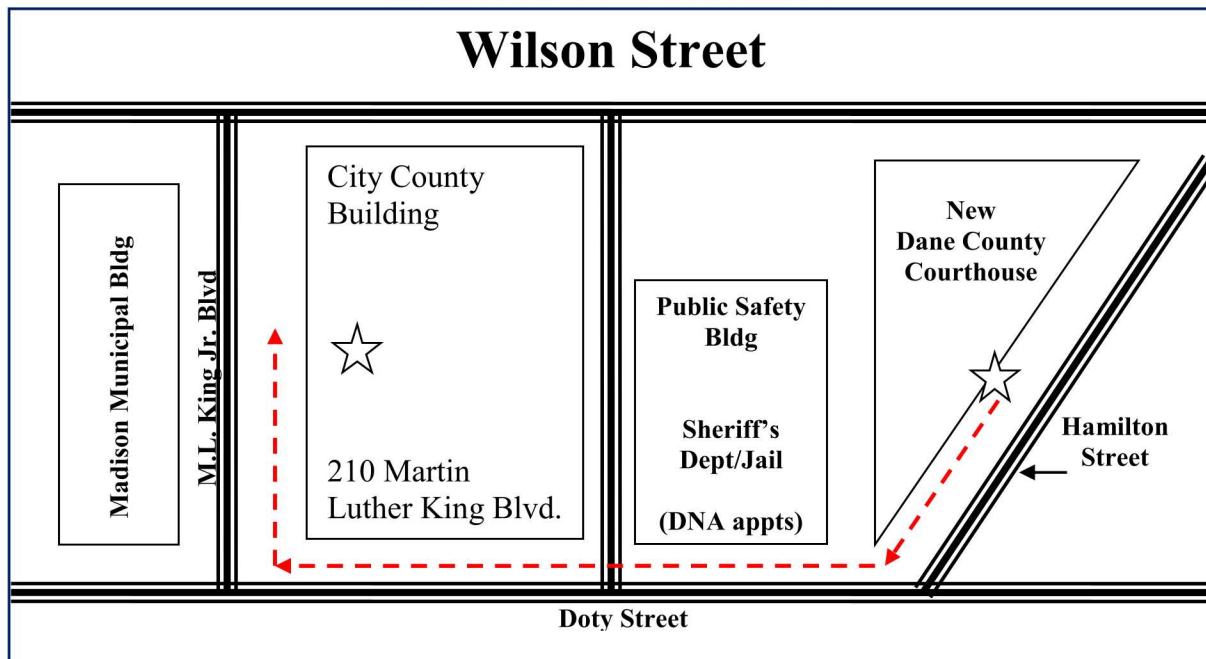 Wilson Street
Madison Municipal Bldg
M.L. King Jr. Blvd
City County
Building
210 Martin
Luther King Blvd.
Public Safety
Bldg
Sheriff’s
Dept/Jail
(DNA appts)
New
Dane County
Courthouse
Hamilton
Street
Doty Street